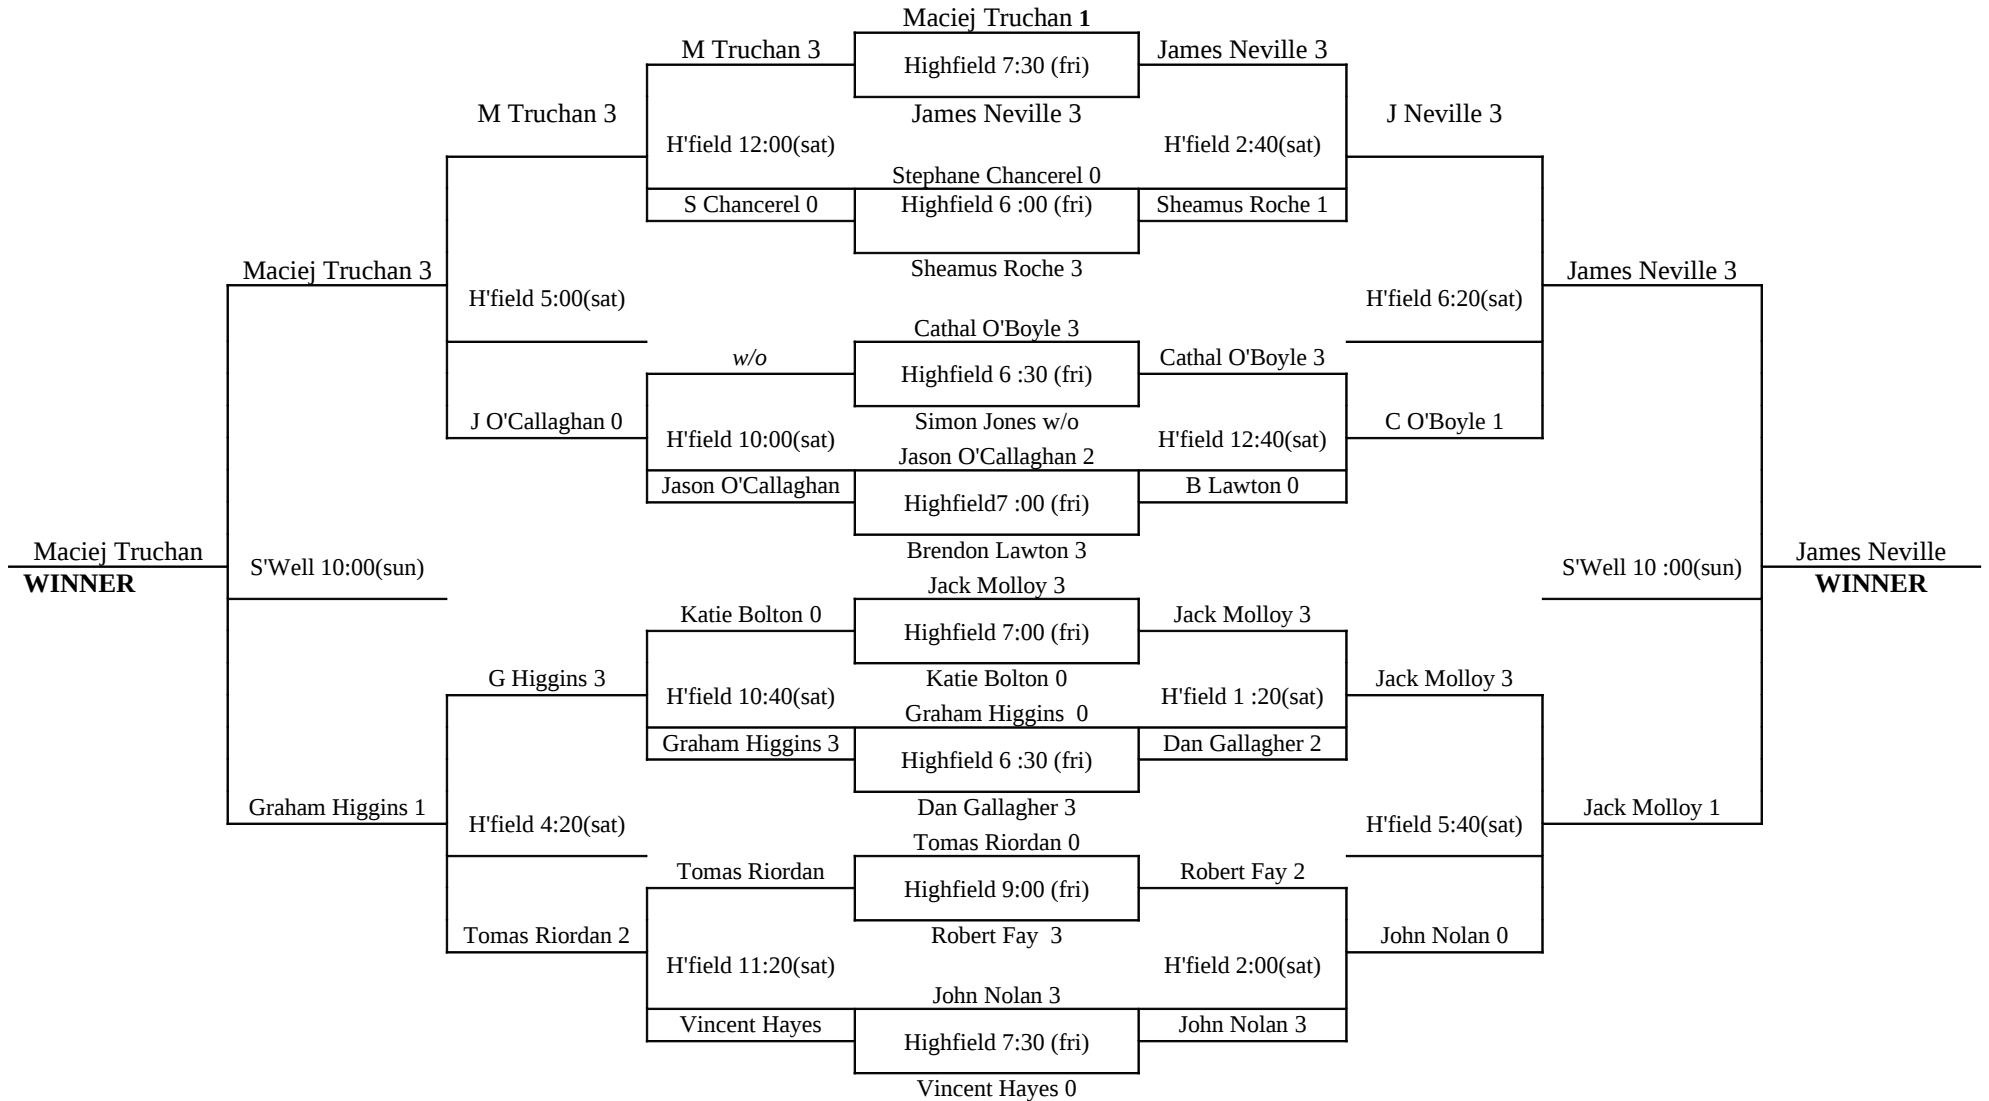 Maciej Truchan 1
M Truchan 3
James Neville 3
Highfield 7:30 (fri)
M Truchan 3
James Neville 3
J Neville 3
H'field 12:00(sat)
H'field 2:40(sat)
Stephane Chancerel 0
S Chancerel 0
Highfield 6 :00 (fri)
Sheamus Roche 1
Maciej Truchan 3
Sheamus Roche 3
James Neville 3
H'field 5:00(sat)
H'field 6:20(sat)
Cathal O'Boyle 3
w/o
Cathal O'Boyle 3
Highfield 6 :30 (fri)
J O'Callaghan 0
Simon Jones w/o
C O'Boyle 1
H'field 10:00(sat)
H'field 12:40(sat)
Jason O'Callaghan 2
Jason O'Callaghan
B Lawton 0
Highfield7 :00 (fri)
Maciej Truchan
Brendon Lawton 3
James Neville
S'Well 10:00(sun)
S'Well 10 :00(sun)
WINNER
Jack Molloy 3
WINNER
Katie Bolton 0
Jack Molloy 3
Highfield 7:00 (fri)
G Higgins 3
Katie Bolton 0
Jack Molloy 3
H'field 10:40(sat)
H'field 1 :20(sat)
Graham Higgins 0
Graham Higgins 3
Dan Gallagher 2
Highfield 6 :30 (fri)
Graham Higgins 1
Dan Gallagher 3
Jack Molloy 1
H'field 4:20(sat)
H'field 5:40(sat)
Tomas Riordan 0
Tomas Riordan
Robert Fay 2
Highfield 9:00 (fri)
Tomas Riordan 2
Robert Fay 3
John Nolan 0
H'field 11:20(sat)
H'field 2:00(sat)
John Nolan 3
Vincent Hayes
John Nolan 3
Highfield 7:30 (fri)
Vincent Hayes 0